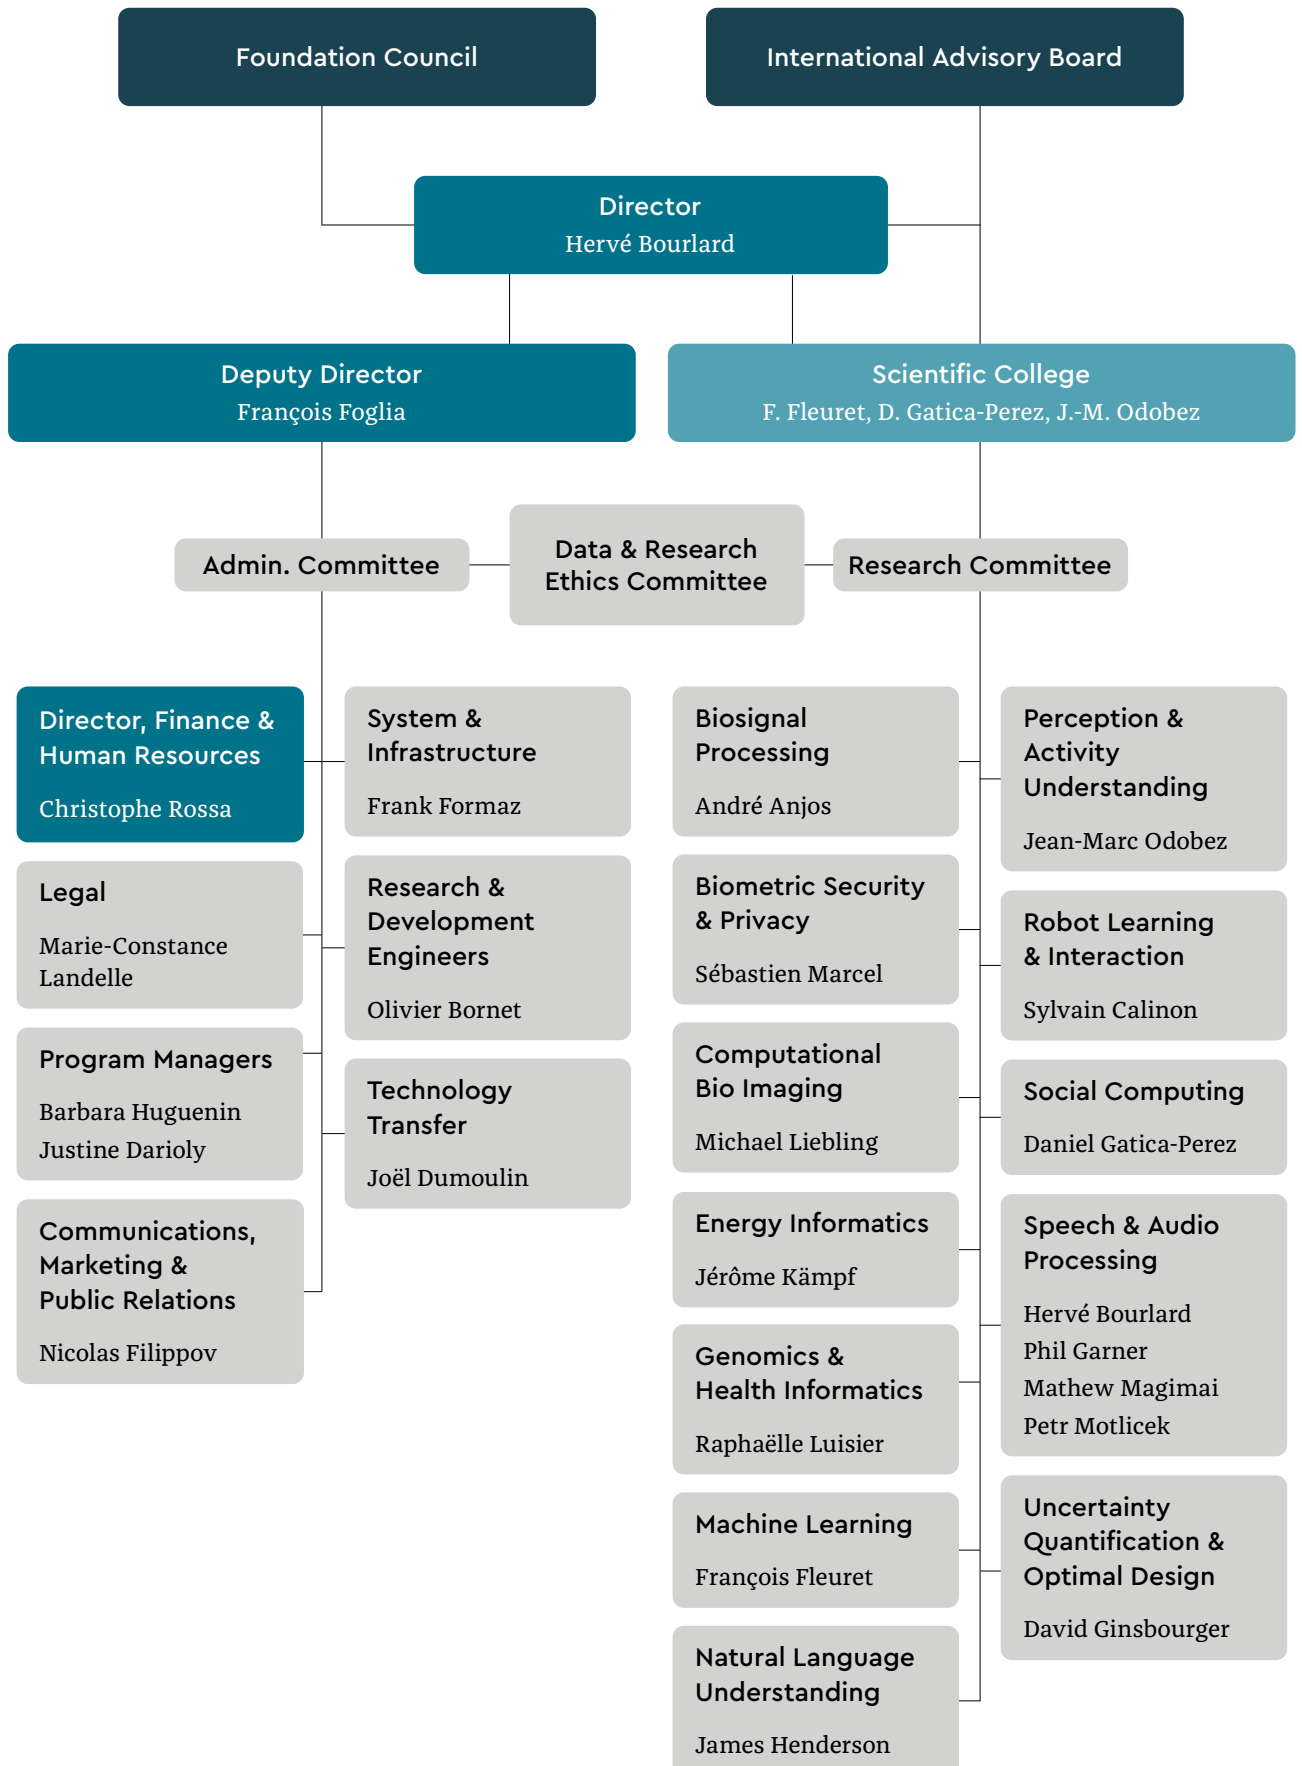 Foundation Council
International Advisory Board
Director
Hervé Bourlard
Deputy Director
François Foglia
Scientific College
F. Fleuret, D. Gatica-Perez, J.-M. Odobez
Admin. Committee
Data & Research
Ethics Committee
Research Committee
Director, Finance &
Human Resources
Christophe Rossa
Legal
Marie-Constance
Landelle
Program Managers
Barbara Huguenin
Justine Darioly
Communications,
Marketing &
Public Relations
Nicolas Filippov
System &
Infrastructure
Frank Formaz
Research &
Development
Engineers
Olivier Bornet
Technology
Transfer
Joël Dumoulin
Biosignal
Processing
André Anjos
Biometric Security
& Privacy
Sébastien Marcel
Computational
Bio Imaging
Michael Liebling
Energy Informatics
Jérôme Kämpf
Genomics &
Health Informatics
Raphaëlle Luisier
Machine Learning
François Fleuret
Natural Language
Understanding
James Henderson
Perception &
Activity
Understanding
Jean-Marc Odobez
Robot Learning
& Interaction
Sylvain Calinon
Social Computing
Daniel Gatica-Perez
Speech & Audio
Processing
Hervé Bourlard
Phil Garner
Mathew Magimai
Petr Motlicek
Uncertainty
Quantification &
Optimal Design
David Ginsbourger